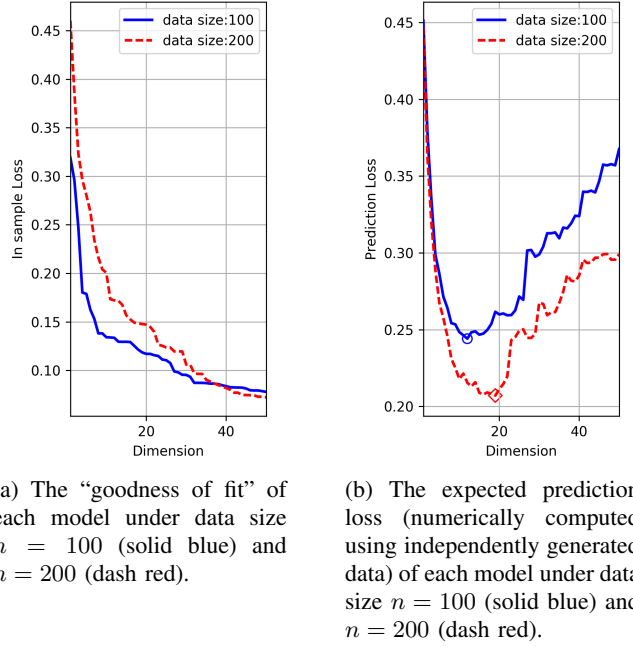 data size:100
data size:200
0.45
0.40
0.35
0.30
0.25
0.20
0.15
0.10
In sample Loss
20
40
Dimension
data size:100
data size:200
0.45
0.40
0.35
0.30
0.25
0.20
Prediction Loss
20
40
Dimension
a) The “goodness of fit” of
each model under data size
n = 100 (solid blue) and
n = 200 (dash red).
(b) The expected prediction
loss (numerically computed
using independently generated
data) of each model under data
size n = 100 (solid blue) and
n = 200 (dash red).